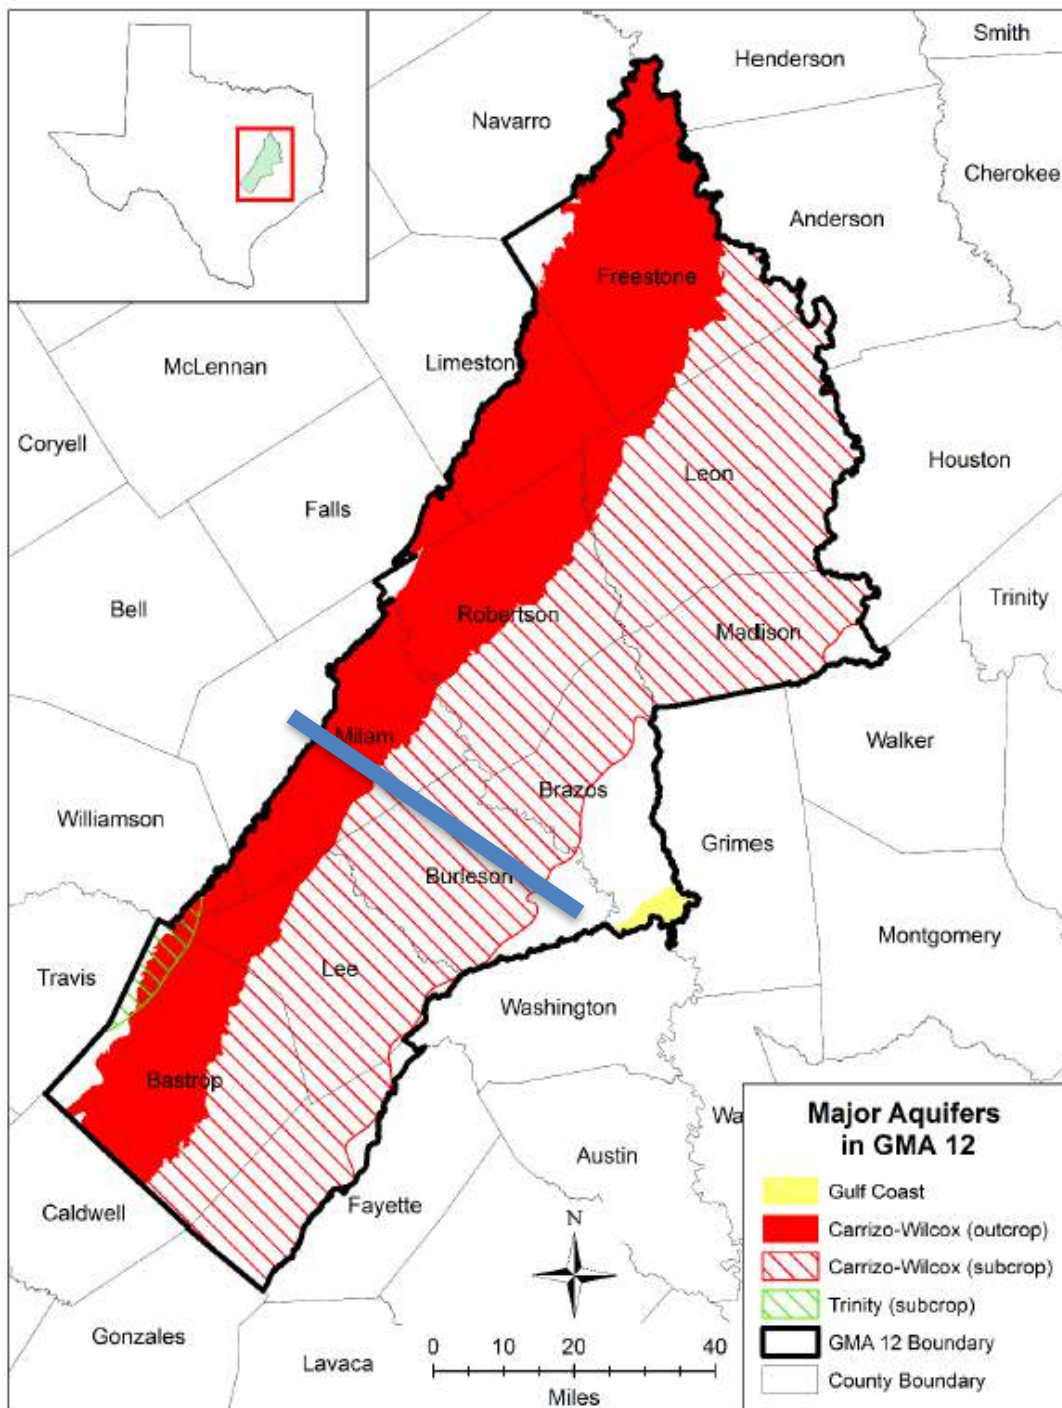 Smith
Henderson
Navarro
Cherokee
Anderson
Freestone
Limeston
McLennan
Coryell
Houston
Leon
Falls
Bell
Trinity
Robertson
Madison
Milam
Walker
Brazos
Williamson
Grimes
Burleson
Montgomery
Travis
Lee
Washington
Bastrop
Wa
Austin
Caldwell
Fayette
N
Gonzales
Lavaca
0 10 20 40
Miles
Major Aquifers
in GMA 12
Gulf Coast
Carrizo-Wilcox (outcrop)
Carrizo-Wilcox (subcrop)
Trinity (subcrop)
GMA 12 Boundary
County Boundary